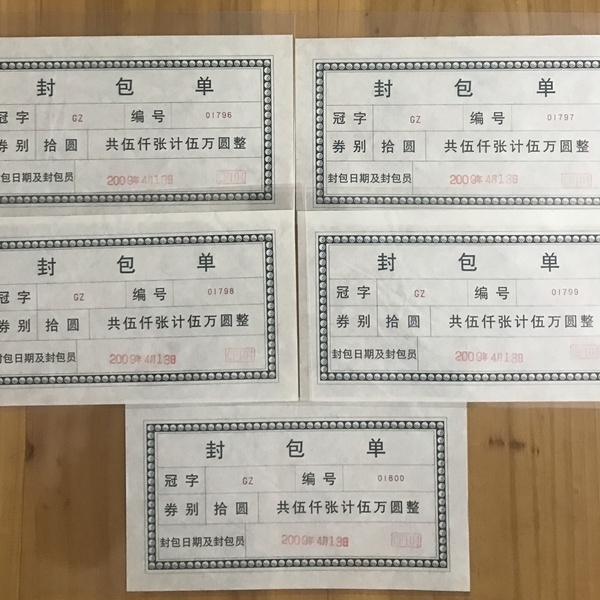 封 包 单
冠字 GZ 编号 01796
券别 拾圆 共伍仟张计伍万圆整
封包日期及封包员 2009年4月13日
封 包 单
冠字 GZ 编号 01797
券别 拾圆 共伍仟张计伍万圆整
封包日期及封包员 2009年4月13日
封 包 单
冠字 GZ 编号 01798
券别 拾圆 共伍仟张计伍万圆整
封包日期及封包员 2009年4月13日
封 包 单
冠字 GZ 编号 01799
券别 拾圆 共伍仟张计伍万圆整
封包日期及封包员 2009年4月13日
封 包 单
冠字 GZ 编号 01800
券别 拾圆 共伍仟张计伍万圆整
封包日期及封包员 2009年4月13日